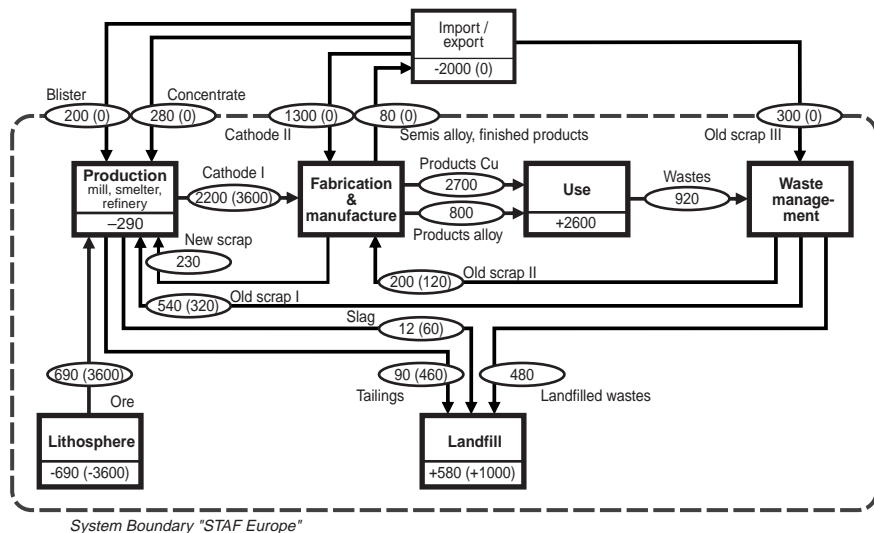 Import /
export
-2000 (0)
Blister
200 (0)
Concentrate
280 (0)
Cathode II
1300 (0)
80 (0)
Semis alloy, finished products
Old scrap III
300 (0)
Production
mill, smelter,
refinery
–290
Cathode I
2200 (3600)
Fabrication
&
manufacture
Products Cu
2700
800
Products alloy
Use
+2600
Wastes
920
Waste
manage-
ment
New scrap
230
200 (120)
Old scrap II
540 (320)
Old scrap I
Slag
12 (60)
690 (3600)
Ore
90 (460)
Tailings
480
Landfilled wastes
Lithosphere
-690 (-3600)
Landfill
+580 (+1000)
System Boundary "STAF Europe"